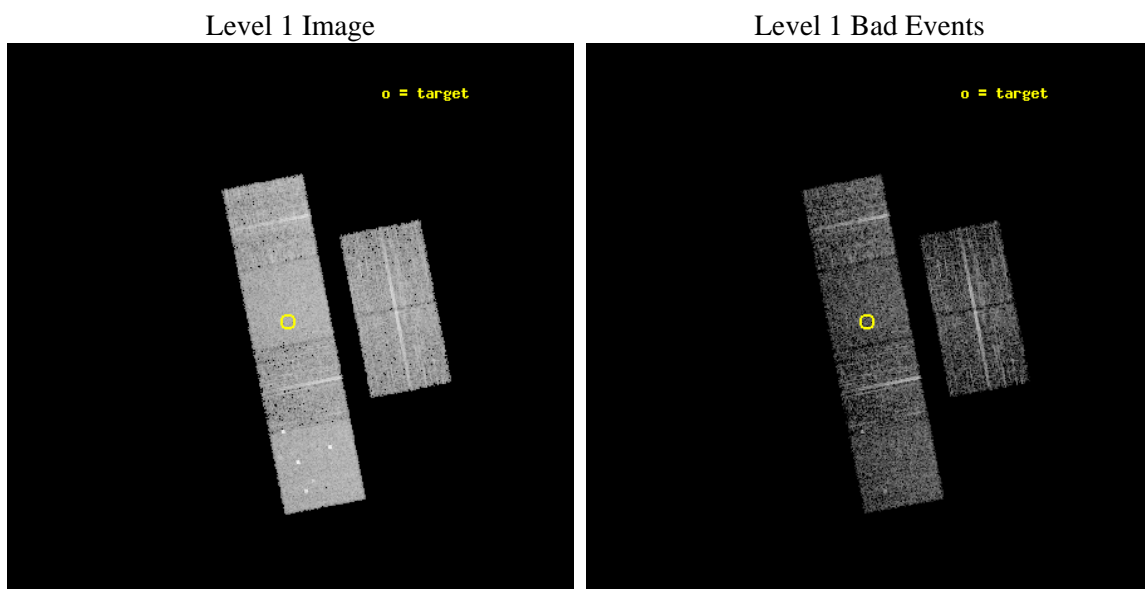 Level 1 Image
Level 1 Bad Events
o = target
o = target